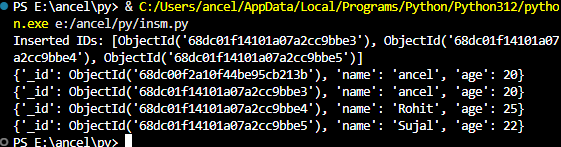 PS E:\ancel\py> & C:/Users/ancel/AppData/Local/Programs/Python/Python312/pytho
n.exe e:/ancel/py/insm.py
Inserted IDs: [ObjectId('68dc01f14101a07a2cc9bbe3'), ObjectId('68dc01f14101a07
a2cc9bbe4'), ObjectId('68dc01f14101a07a2cc9bbe5')]
{'_id': ObjectId('68dc00f2a10f44be95cb213b'), 'name': 'ancel', 'age': 20}
{'_id': ObjectId('68dc01f14101a07a2cc9bbe3'), 'name': 'ancel', 'age': 20}
{'_id': ObjectId('68dc01f14101a07a2cc9bbe4'), 'name': 'Rohit', 'age': 25}
{'_id': ObjectId('68dc01f14101a07a2cc9bbe5'), 'name': 'Sujal', 'age': 22}
PS E:\ancel\py>